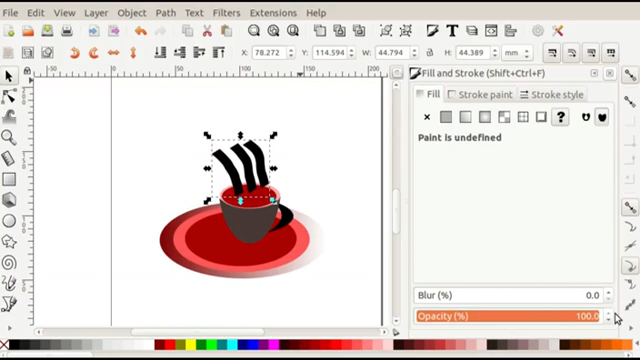 File Edit View Layer Object Path Text Filters Extensions Help
X: 78.272 Y: 114.594 W: 44.794 H: 44.389 mm
Fill and Stroke (Shift+Ctrl+F)
Fill Stroke paint Stroke style
Paint is undefined
Blur (%) 0.0
Opacity (%) 100.0